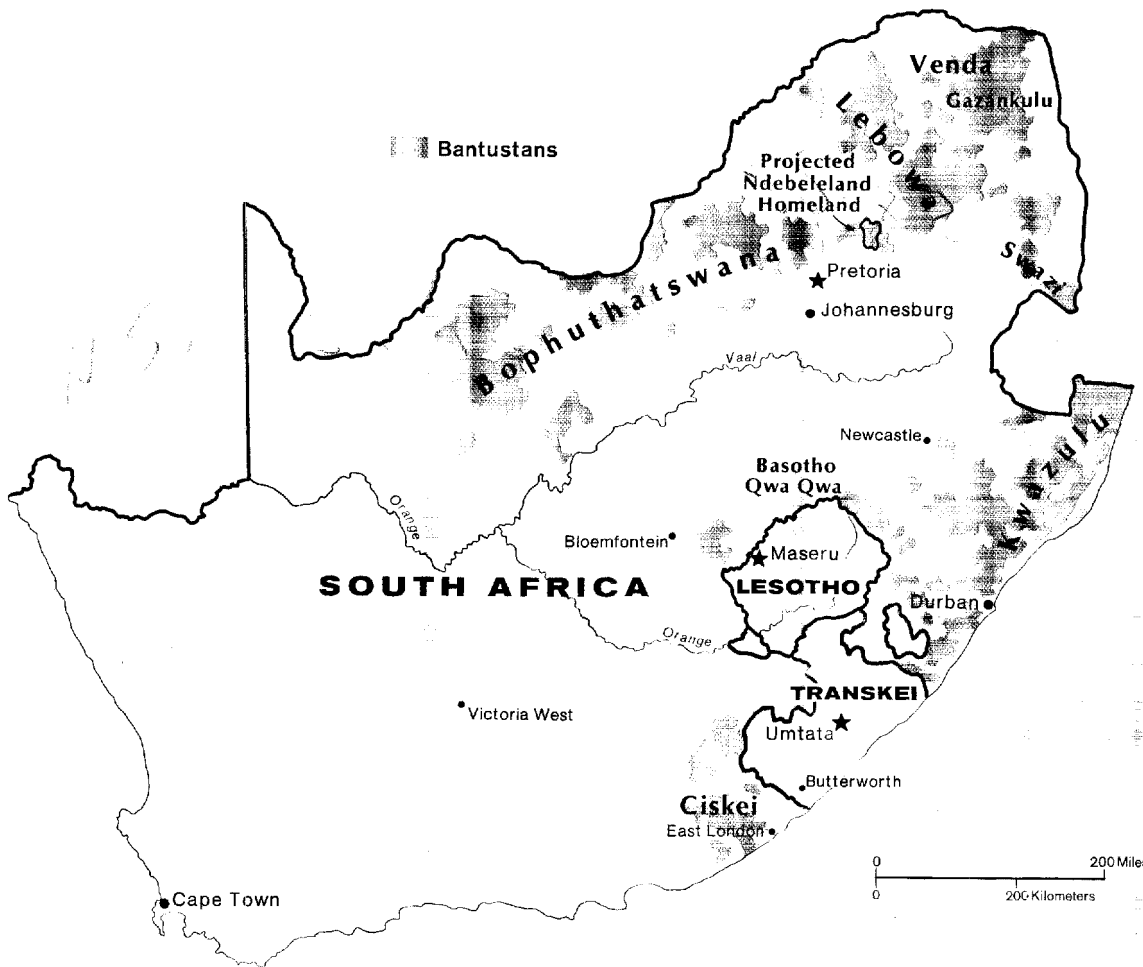 Venda
Gazankulu
Lebowa
Bantustans
Projected
Ndebeleland
Homeland
Swazi
Pretoria
Bophuthatswana
Johannesburg
Vaal
Kwazulu
Newcastle
Basotho
Qwa Qwa
Orange
Bloemfontein
Maseru
SOUTH AFRICA
LESOTHO
Durban
Orange
TRANSKEI
Victoria West
Umtata
Butterworth
Ciskei
East London
0 200 Miles
0 200 Kilometers
Cape Town